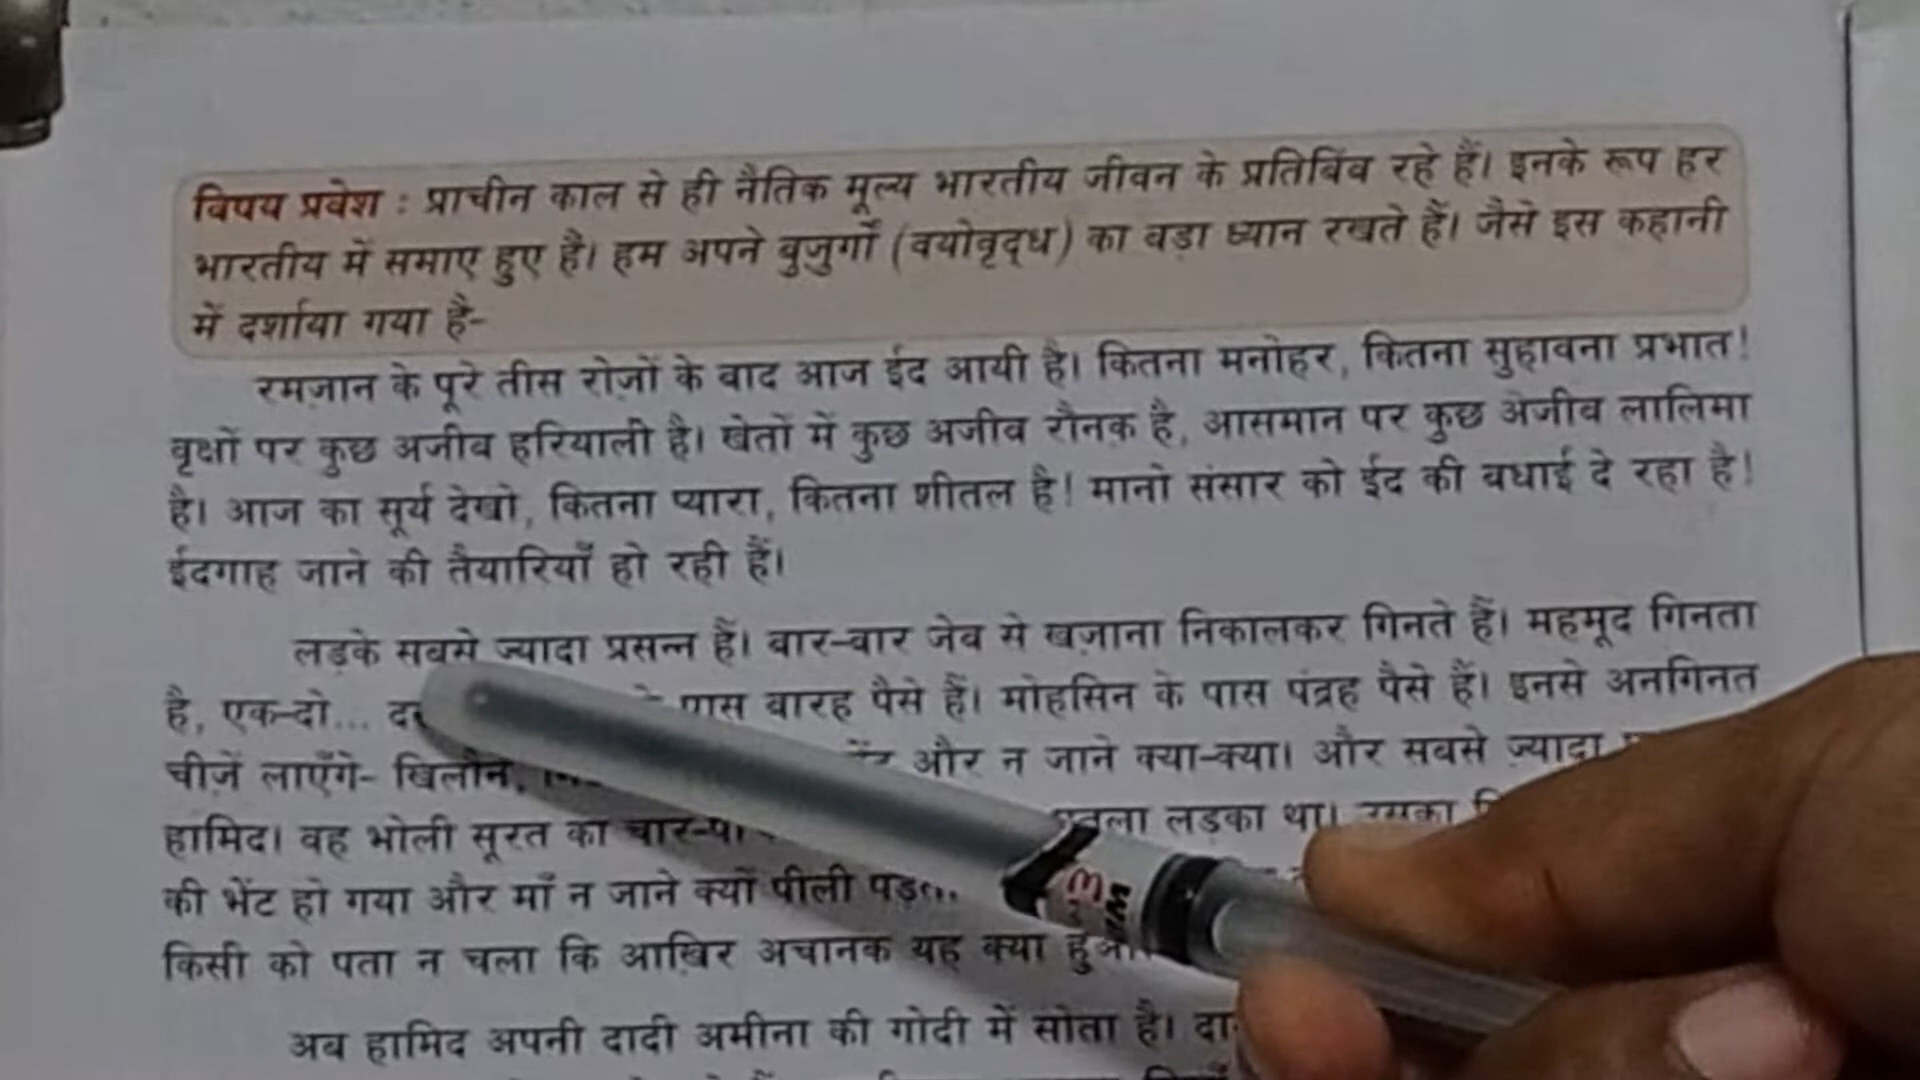 विषय प्रवेश : प्राचीन काल से ही नैतिक मूल्य भारतीय जीवन के प्रतिबिंब रहे हैं। इनके रूप हर
भारतीय में समाए हुए हैं। हम अपने बुजुर्गों (वयोवृद्ध) का बड़ा ध्यान रखते हैं। जैसे इस कहानी
में दर्शाया गया है-
रमज़ान के पूरे तीस रोज़ों के बाद आज ईद आयी है। कितना मनोहर, कितना सुहावना प्रभात!
वृक्षों पर कुछ अजीब हरियाली है। खेतों में कुछ अजीब रौनक है, आसमान पर कुछ अजीब लालिमा
है। आज का सूर्य देखो, कितना प्यारा, कितना शीतल है! मानो संसार को ईद की बधाई दे रहा है!
ईदगाह जाने की तैयारियाँ हो रही हैं।
लड़के सबसे ज्यादा प्रसन्न हैं। बार-बार जेब से खज़ाना निकालकर गिनते हैं। महमूद गिनता
है, एक-दो... पास बारह पैसे हैं। मोहसिन के पास पंद्रह पैसे हैं। इनसे अनगिनत
चीज़ें लाएँगे- खिलौने, और न जाने क्या-क्या। और सबसे ज़्यादा
हामिद। वह भोली सूरत का लड़का था। उसका
की भेंट हो गया और माँ न जाने क्यों पीली
किसी को पता न चला कि आख़िर अचानक यह क्या
अब हामिद अपनी दादी अमीना की गोदी में सोता है।